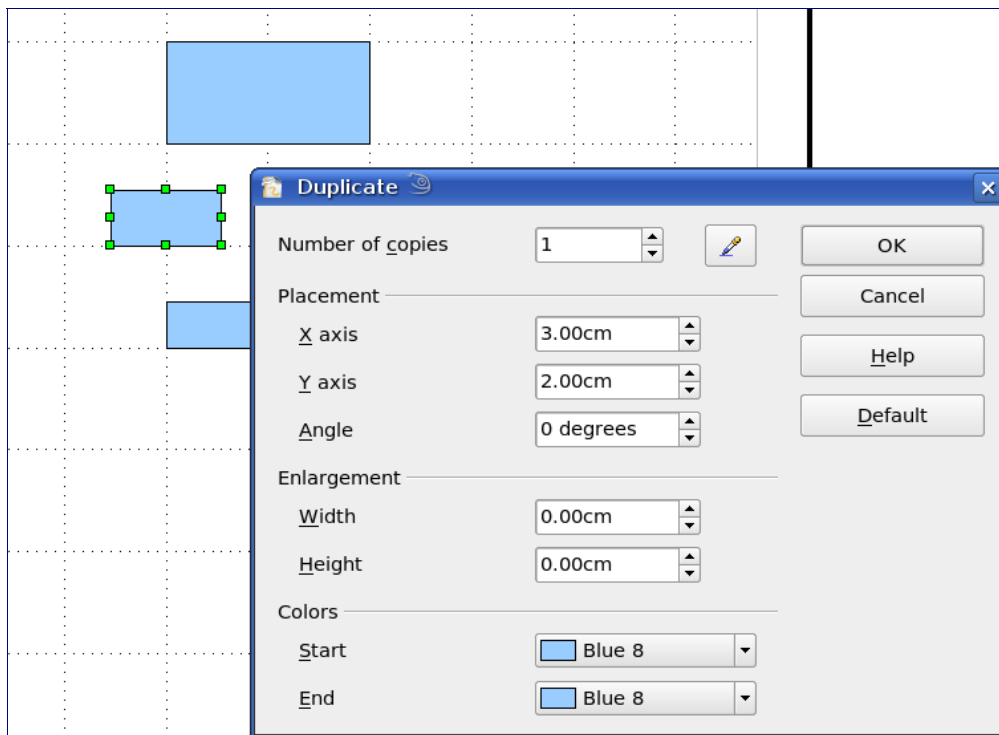 Duplicate
Number of copies 1 OK
Placement Cancel
X axis 3.00cm
Help
Y axis 2.00cm
Default
Angle 0 degrees
Enlargement
Width 0.00cm
Height 0.00cm
Colors
Start Blue 8
End Blue 8